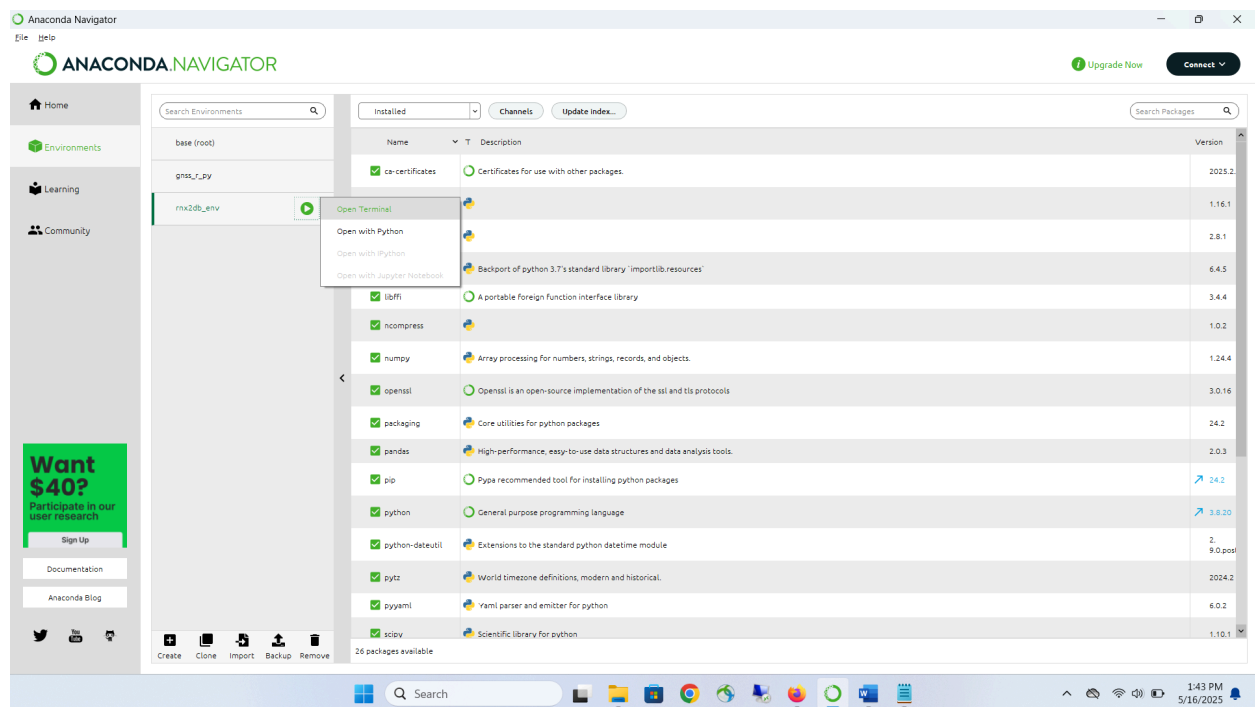 Anaconda Navigator
File Help
ANACONDA.NAVIGATOR
Upgrade Now
Connect
Home
Environments
Learning
Community
Want
$40?
Participate in our
user research
Sign Up
Documentation
Anaconda Blog
You
Tube
Search Environments
base (root)
gnss_r_py
rnx2db_env
Open Terminal
Open with Python
Open with IPython
Open with Jupyter Notebook
Create Clone Import Backup Remove
Installed Channels Update index... Search Packages
Name T Description Version
ca-certificates Certificates for use with other packages. 2025.2.
1.16.1
2.8.1
Backport of python 3.7's standard library `importlib.resources` 6.4.5
libffi A portable foreign function interface library 3.4.4
ncompress 1.0.2
numpy Array processing for numbers, strings, records, and objects. 1.24.4
openssl Openssl is an open-source implementation of the ssl and tls protocols 3.0.16
packaging Core utilities for python packages 24.2
pandas High-performance, easy-to-use data structures and data analysis tools. 2.0.3
pip Pypa recommended tool for installing python packages 24.2
python General purpose programming language 3.8.20
python-dateutil Extensions to the standard python datetime module 2.
9.0.post
pytz World timezone definitions, modern and historical. 2024.2
pyyaml Yaml parser and emitter for python 6.0.2
scipy Scientific library for python 1.10.1
26 packages available
Search
1:43 PM
5/16/2025